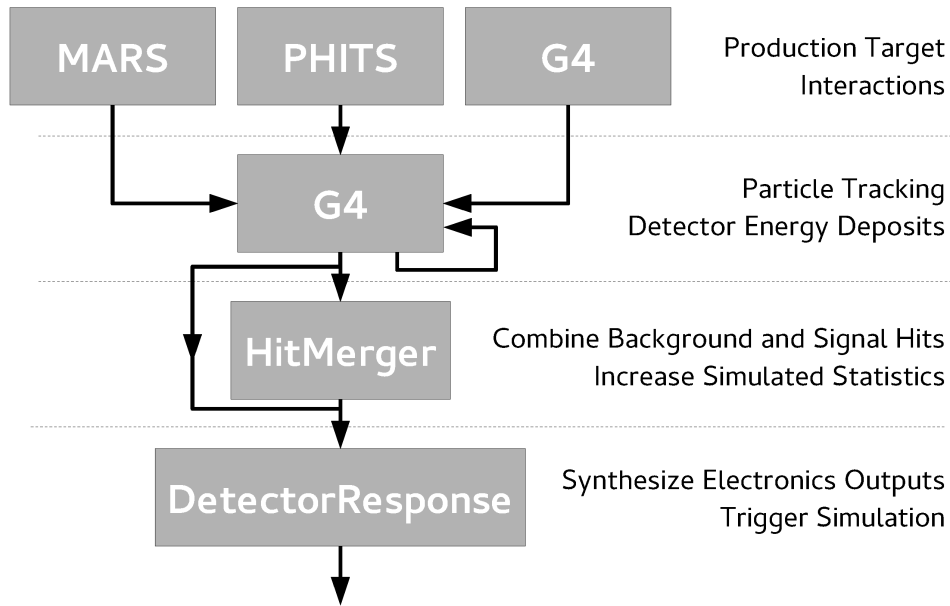 MARS
PHITS
G4
Production Target
Interactions
G4
Particle Tracking
Detector Energy Deposits
HitMerger
Combine Background and Signal Hits
Increase Simulated Statistics
DetectorResponse
Synthesize Electronics Outputs
Trigger Simulation